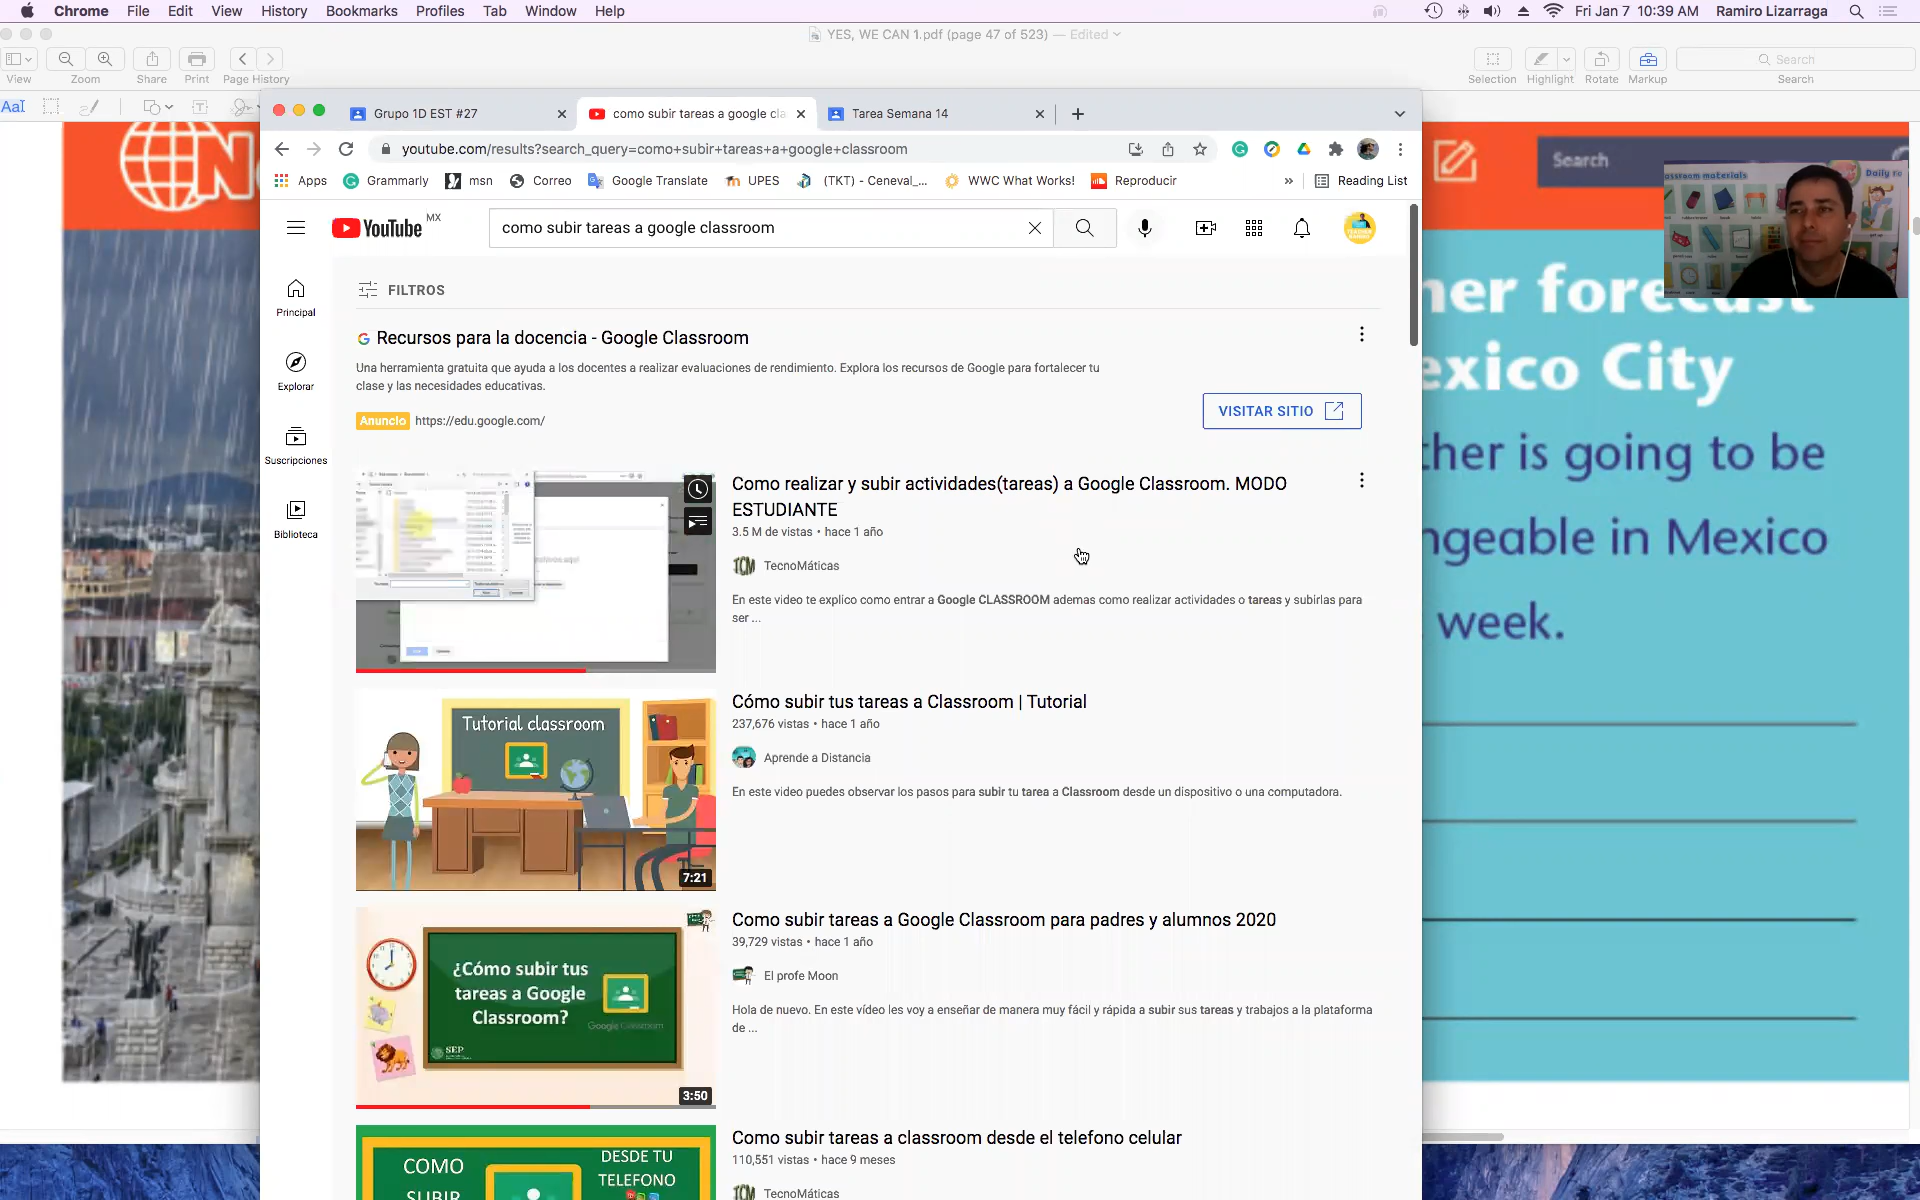 Chrome File Edit View History Bookmarks Profiles Tab Window Help
Fri Jan 7 10:39 AM Ramiro Lizarraga
YES, WE CAN 1.pdf (page 47 of 523) — Edited
View Zoom Share Print Page History
Selection Highlight Rotate Markup Search
Search
AaI
Grupo 1D EST #27
como subir tareas a google cla
Tarea Semana 14
youtube.com/results?search_query=como+subir+tareas+a+google+classroom
Apps Grammarly msn Correo Google Translate UPES (TKT) - Ceneval_... WWC What Works! Reproducir » Reading List
YouTube MX
como subir tareas a google classroom
Principal
Explorar
Suscripciones
Biblioteca
FILTROS
Recursos para la docencia - Google Classroom
Una herramienta gratuita que ayuda a los docentes a realizar evaluaciones de rendimiento. Explora los recursos de Google para fortalecer tu
clase y las necesidades educativas.
Anuncio https://edu.google.com/
VISITAR SITIO
Como realizar y subir actividades(tareas) a Google Classroom. MODO
ESTUDIANTE
3.5 M de vistas • hace 1 año
TecnoMáticas
En este video te explico como entrar a Google CLASSROOM ademas como realizar actividades o tareas y subirlas para
ser ...
Tutorial classroom
7:21
Cómo subir tus tareas a Classroom | Tutorial
237,676 vistas • hace 1 año
Aprende a Distancia
En este video puedes observar los pasos para subir tu tarea a Classroom desde un dispositivo o una computadora.
¿Cómo subir tus
tareas a Google
Classroom?
Google Classroom
SEP
3:50
Como subir tareas a Google Classroom para padres y alumnos 2020
39,729 vistas • hace 1 año
El profe Moon
Hola de nuevo. En este vídeo les voy a enseñar de manera muy fácil y rápida a subir sus tareas y trabajos a la plataforma
de ...
COMO
SUBIR
DESDE TU
TELEFONO
Como subir tareas a classroom desde el telefono celular
110,551 vistas • hace 9 meses
TecnoMáticas
Search
assroom materials
Daily
her forecast
exico City
her is going to be
ngeable in Mexico
week.